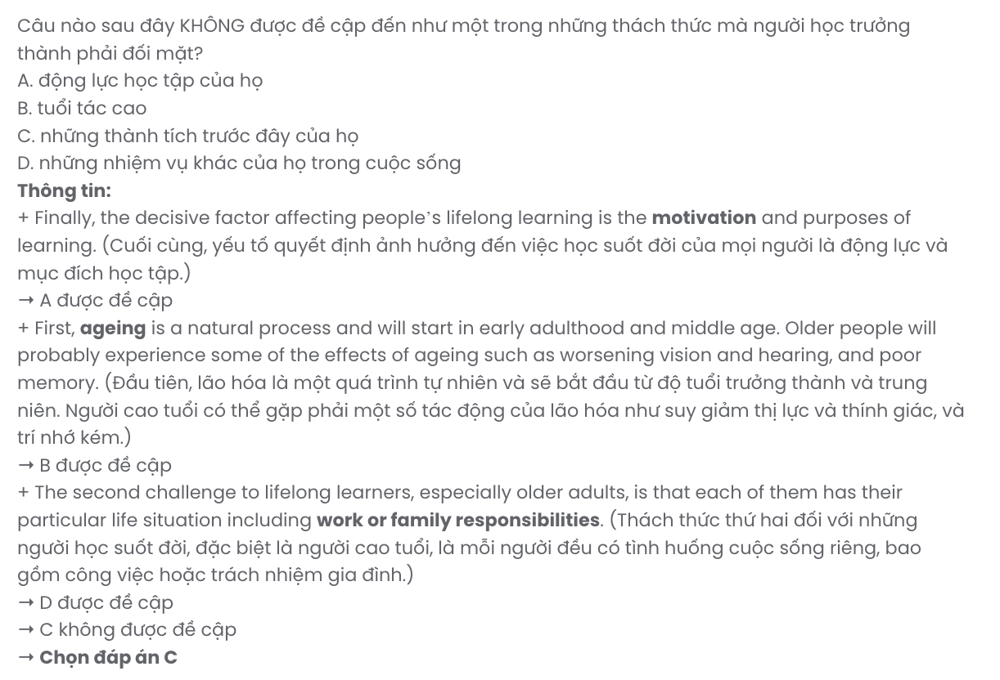 Câu nào sau đây KHÔNG được đề cập đến như một trong những thách thức mà người học trưởng
thành phải đối mặt?
A. động lực học tập của họ
B. tuổi tác cao
C. những thành tích trước đây của họ
D. những nhiệm vụ khác của họ trong cuộc sống
Thông tin:
+ Finally, the decisive factor affecting people’s lifelong learning is the motivation and purposes of
learning. (Cuối cùng, yếu tố quyết định ảnh hưởng đến việc học suốt đời của mọi người là động lực và
mục đích học tập.)
→ A được đề cập
+ First, ageing is a natural process and will start in early adulthood and middle age. Older people will
probably experience some of the effects of ageing such as worsening vision and hearing, and poor
memory. (Đầu tiên, lão hóa là một quá trình tự nhiên và sẽ bắt đầu từ độ tuổi trưởng thành và trung
niên. Người cao tuổi có thể gặp phải một số tác động của lão hóa như suy giảm thị lực và thính giác, và
trí nhớ kém.)
→ B được đề cập
+ The second challenge to lifelong learners, especially older adults, is that each of them has their
particular life situation including work or family responsibilities. (Thách thức thứ hai đối với những
người học suốt đời, đặc biệt là người cao tuổi, là mỗi người đều có tình huống cuộc sống riêng, bao
gồm công việc hoặc trách nhiệm gia đình.)
→ D được đề cập
→ C không được đề cập
→ Chọn đáp án C